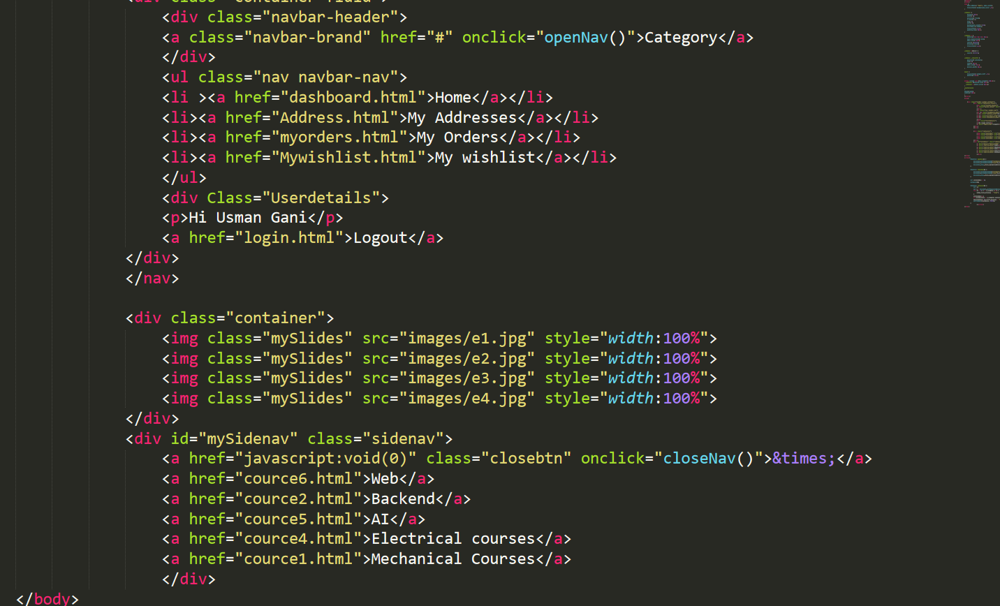 <div class="container-fluid">
<div class="navbar-header">
<a class="navbar-brand" href="#" onclick="openNav()">Category</a>
</div>
<ul class="nav navbar-nav">
<li ><a href="dashboard.html">Home</a></li>
<li><a href="Address.html">My Addresses</a></li>
<li><a href="myorders.html">My Orders</a></li>
<li><a href="Mywishlist.html">My wishlist</a></li>
</ul>
<div Class="Userdetails">
<p>Hi Usman Gani</p>
<a href="login.html">Logout</a>
</div>
</nav>
<div class="container">
<img class="mySlides" src="images/e1.jpg" style="width:100%">
<img class="mySlides" src="images/e2.jpg" style="width:100%">
<img class="mySlides" src="images/e3.jpg" style="width:100%">
<img class="mySlides" src="images/e4.jpg" style="width:100%">
</div>
<div id="mySidenav" class="sidenav">
<a href="javascript:void(0)" class="closebtn" onclick="closeNav()">&times;</a>
<a href="cource6.html">Web</a>
<a href="cource2.html">Backend</a>
<a href="cource5.html">AI</a>
<a href="cource4.html">Electrical courses</a>
<a href="cource1.html">Mechanical Courses</a>
</div>
</body>